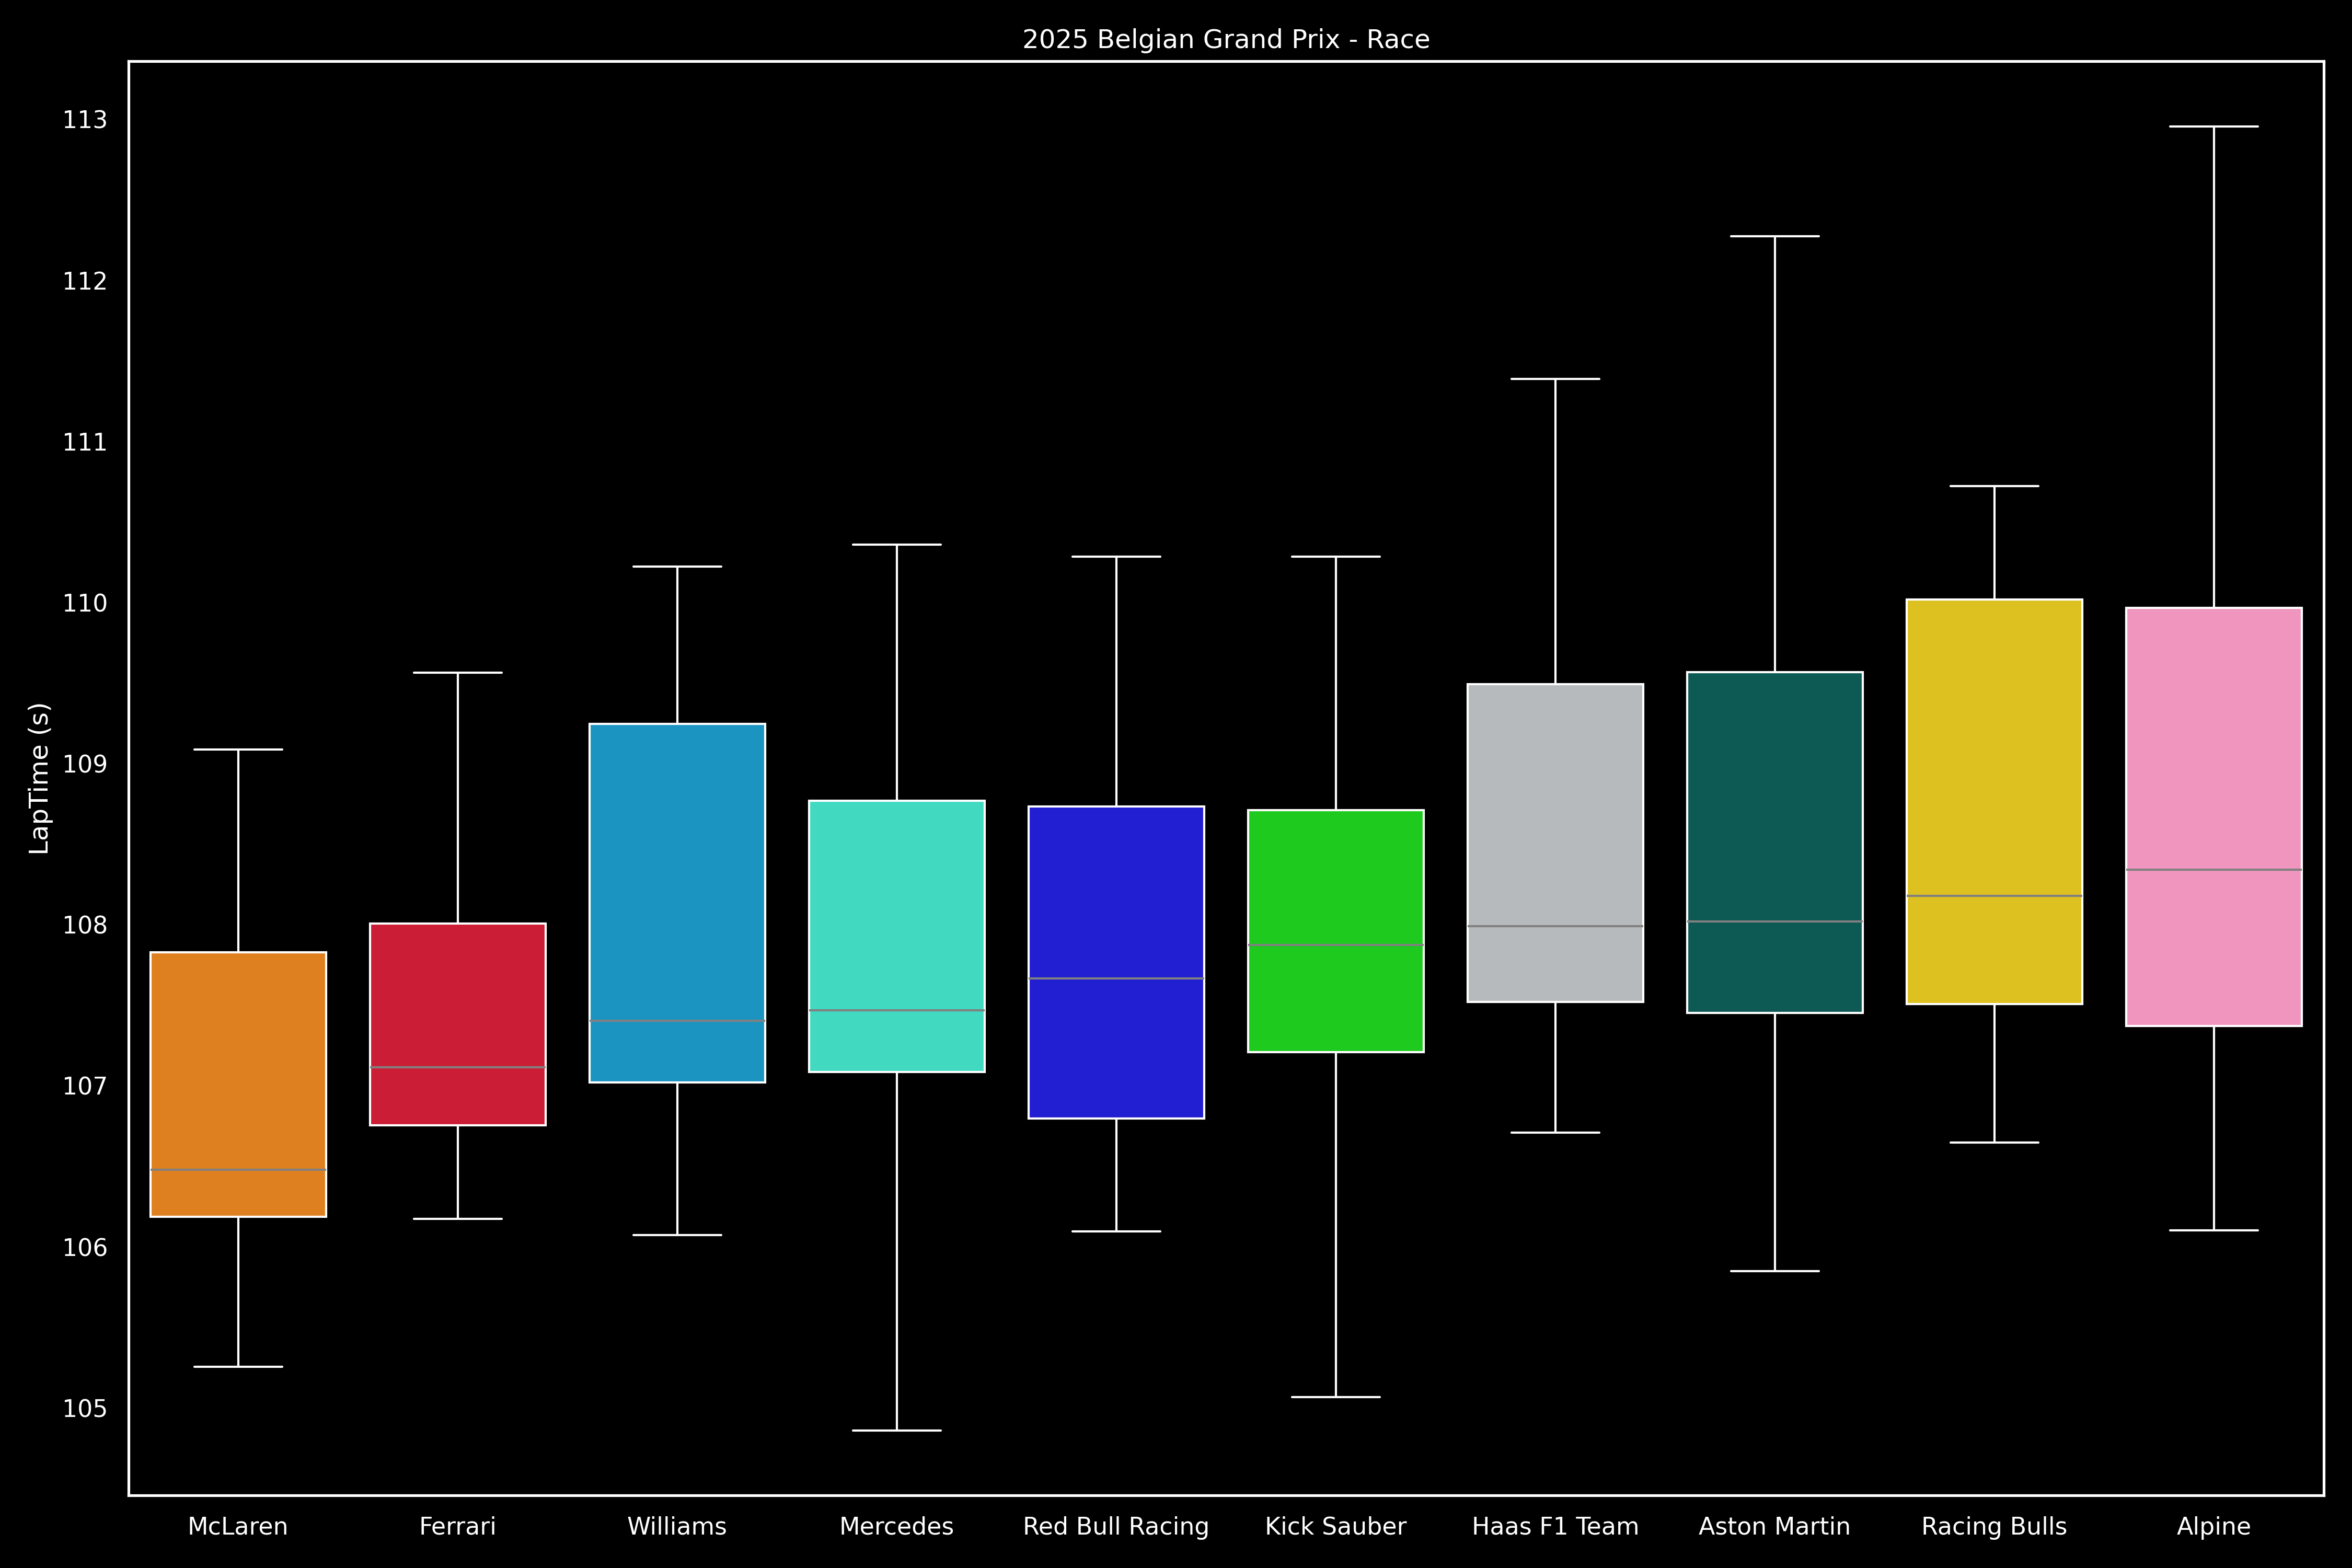 2025 Belgian Grand Prix - Race
LapTime (s)
113
112
111
110
109
108
107
106
105
McLaren
Ferrari
Williams
Mercedes
Red Bull Racing
Kick Sauber
Haas F1 Team
Aston Martin
Racing Bulls
Alpine